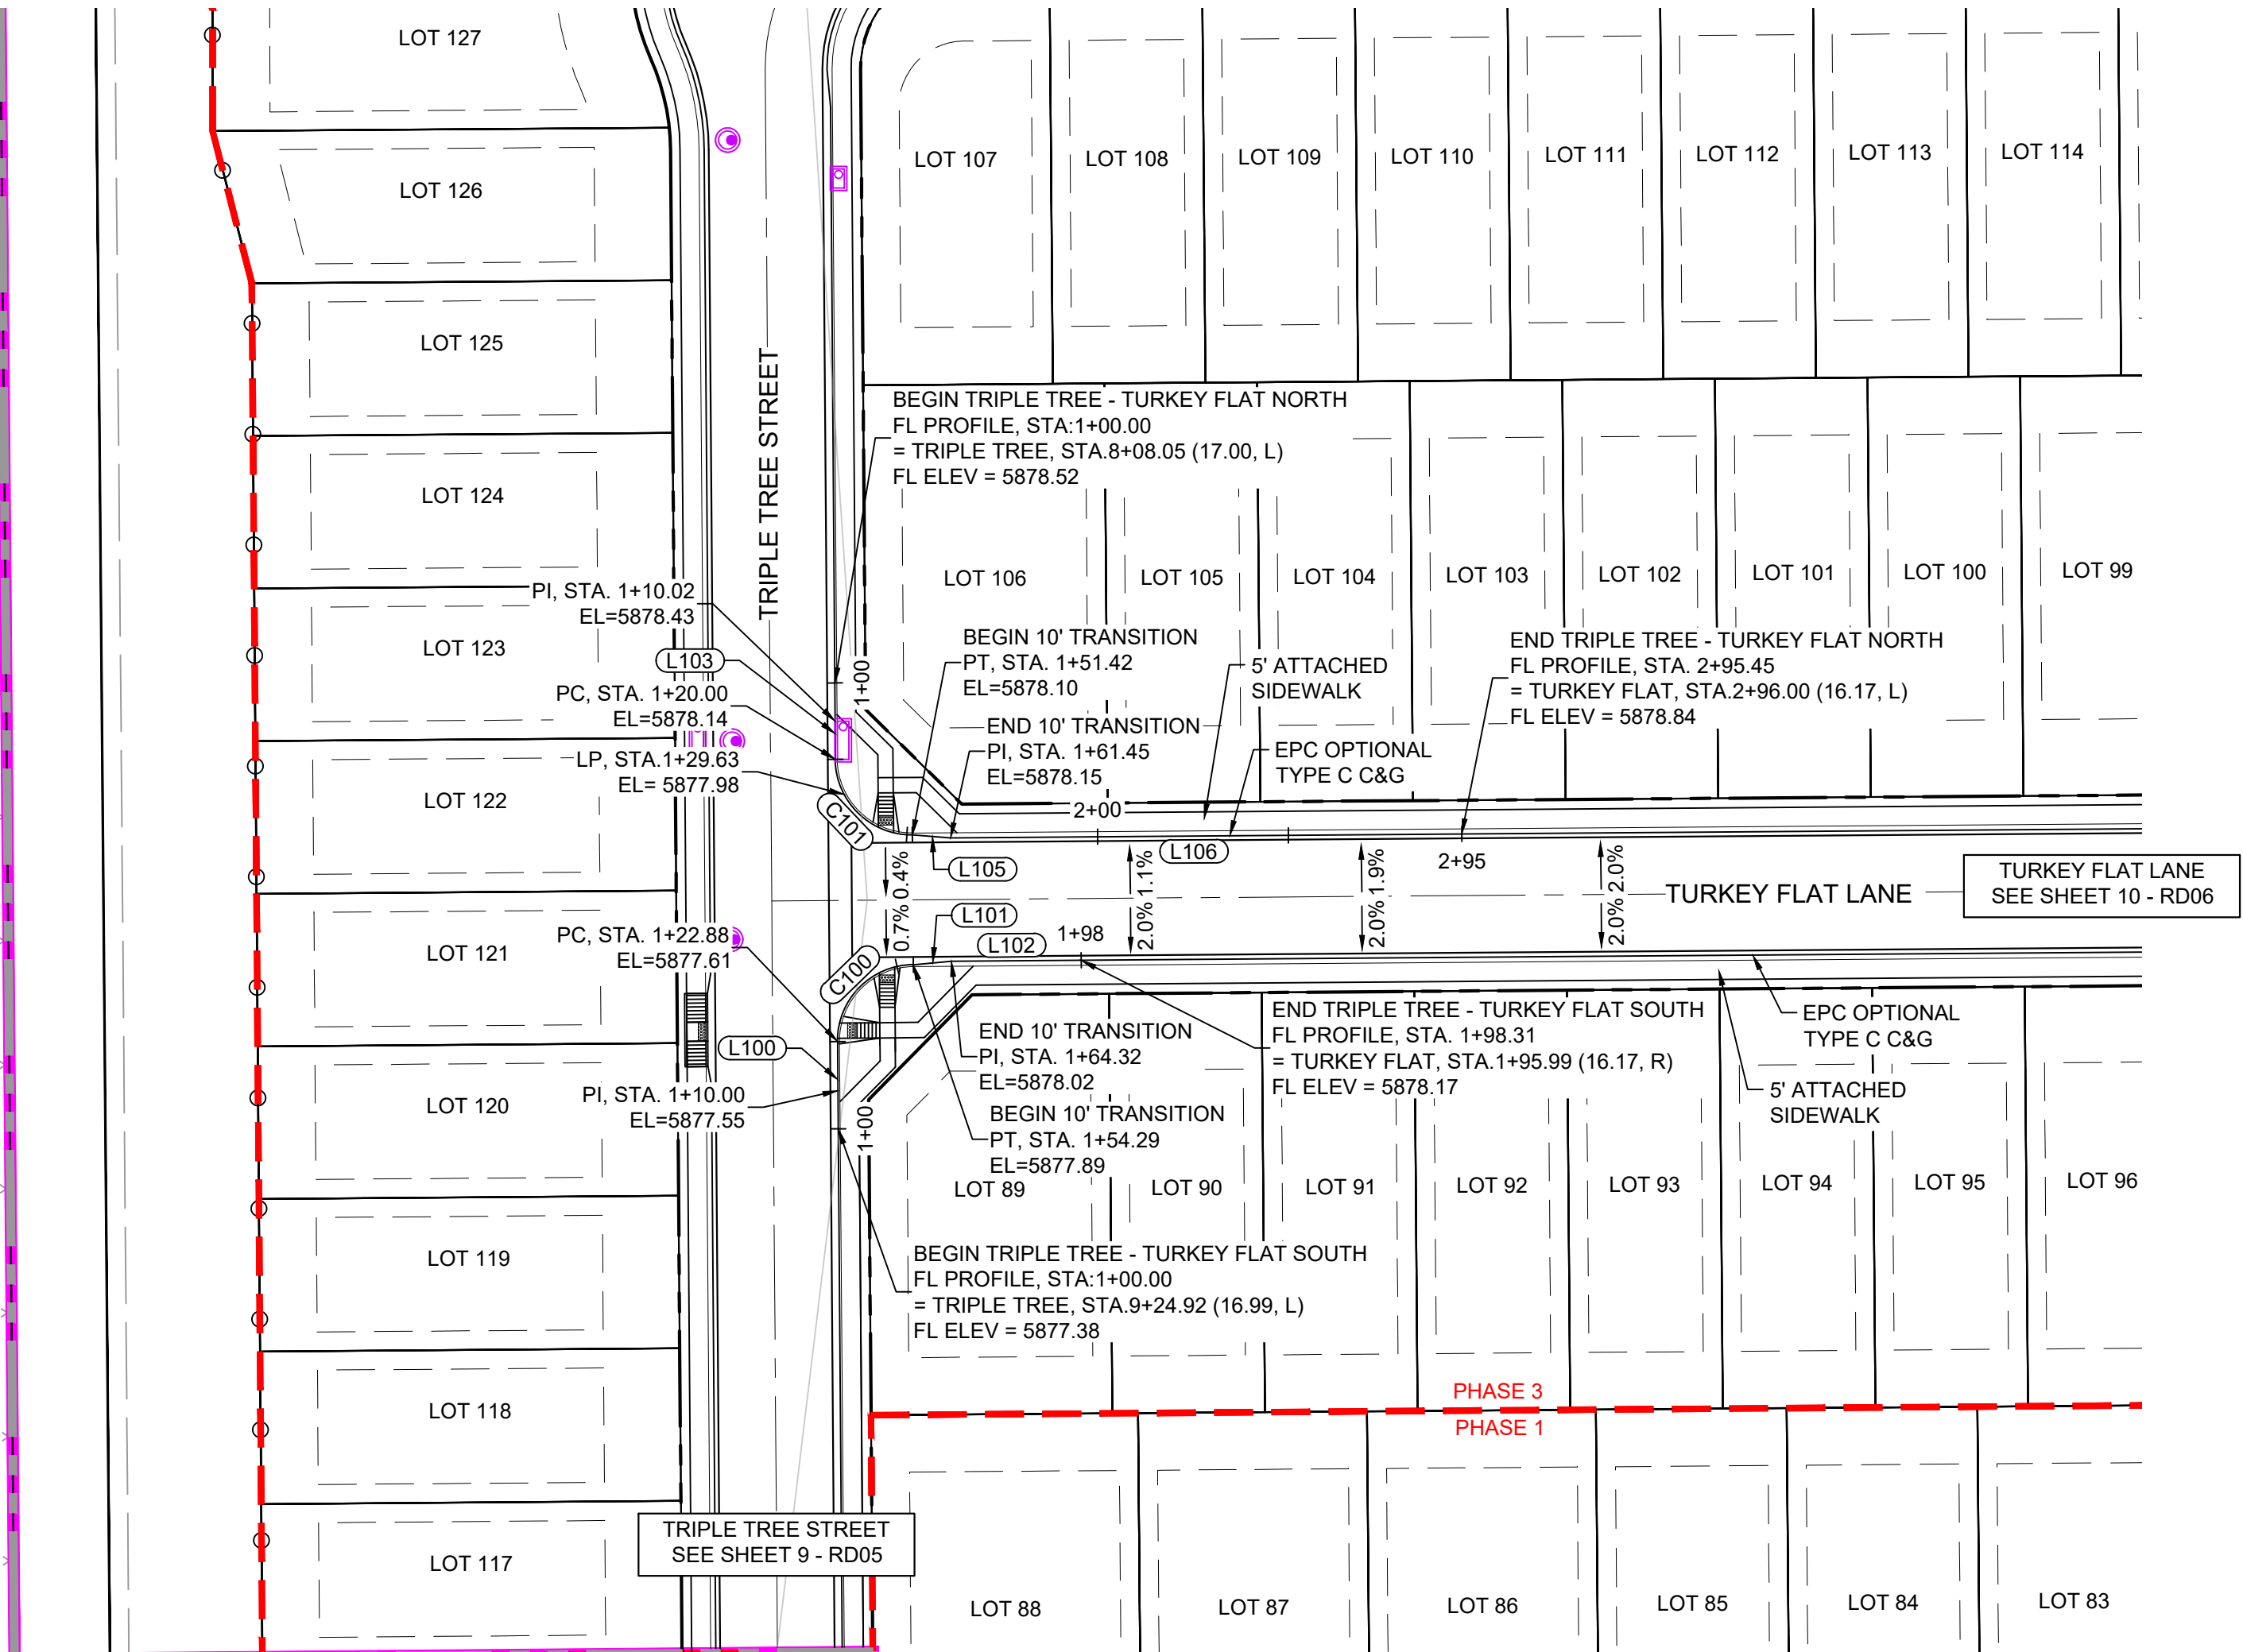 LOT 127
LOT 126
LOT 125
LOT 124
LOT 123
LOT 122
LOT 121
LOT 120
LOT 119
LOT 118
LOT 117
TRIPLE TREE STREET
LOT 107
LOT 108
LOT 109
LOT 110
LOT 111
LOT 112
LOT 113
LOT 114
BEGIN TRIPLE TREE - TURKEY FLAT NORTH
FL PROFILE, STA:1+00.00
= TRIPLE TREE, STA.8+08.05 (17.00, L)
FL ELEV = 5878.52
LOT 106
LOT 105
LOT 104
LOT 103
LOT 102
LOT 101
LOT 100
LOT 99
PI, STA. 1+10.02
EL=5878.43
L103
PC, STA. 1+20.00
EL=5878.14
LP, STA.1+29.63
EL= 5877.98
C101
1+00
BEGIN 10' TRANSITION
PT, STA. 1+51.42
EL=5878.10
END 10' TRANSITION
PI, STA. 1+61.45
EL=5878.15
5' ATTACHED
SIDEWALK
EPC OPTIONAL
TYPE C C&G
END TRIPLE TREE - TURKEY FLAT NORTH
FL PROFILE, STA. 2+95.45
= TURKEY FLAT, STA.2+96.00 (16.17, L)
FL ELEV = 5878.84
2+00
L105
L106
2+95
0.7% 0.4%
2.0% 1.1%
2.0% 1.9%
2.0% 2.0%
TURKEY FLAT LANE
TURKEY FLAT LANE
SEE SHEET 10 - RD06
L101
L102
1+98
PC, STA. 1+22.88
EL=5877.61
C100
L100
PI, STA. 1+10.00
EL=5877.55
1+00
END 10' TRANSITION
PI, STA. 1+64.32
EL=5878.02
BEGIN 10' TRANSITION
PT, STA. 1+54.29
EL=5877.89
END TRIPLE TREE - TURKEY FLAT SOUTH
FL PROFILE, STA. 1+98.31
= TURKEY FLAT, STA.1+95.99 (16.17, R)
FL ELEV = 5878.17
EPC OPTIONAL
TYPE C C&G
5' ATTACHED
SIDEWALK
LOT 89
LOT 90
LOT 91
LOT 92
LOT 93
LOT 94
LOT 95
LOT 96
BEGIN TRIPLE TREE - TURKEY FLAT SOUTH
FL PROFILE, STA:1+00.00
= TRIPLE TREE, STA.9+24.92 (16.99, L)
FL ELEV = 5877.38
PHASE 3
PHASE 1
TRIPLE TREE STREET
SEE SHEET 9 - RD05
LOT 88
LOT 87
LOT 86
LOT 85
LOT 84
LOT 83